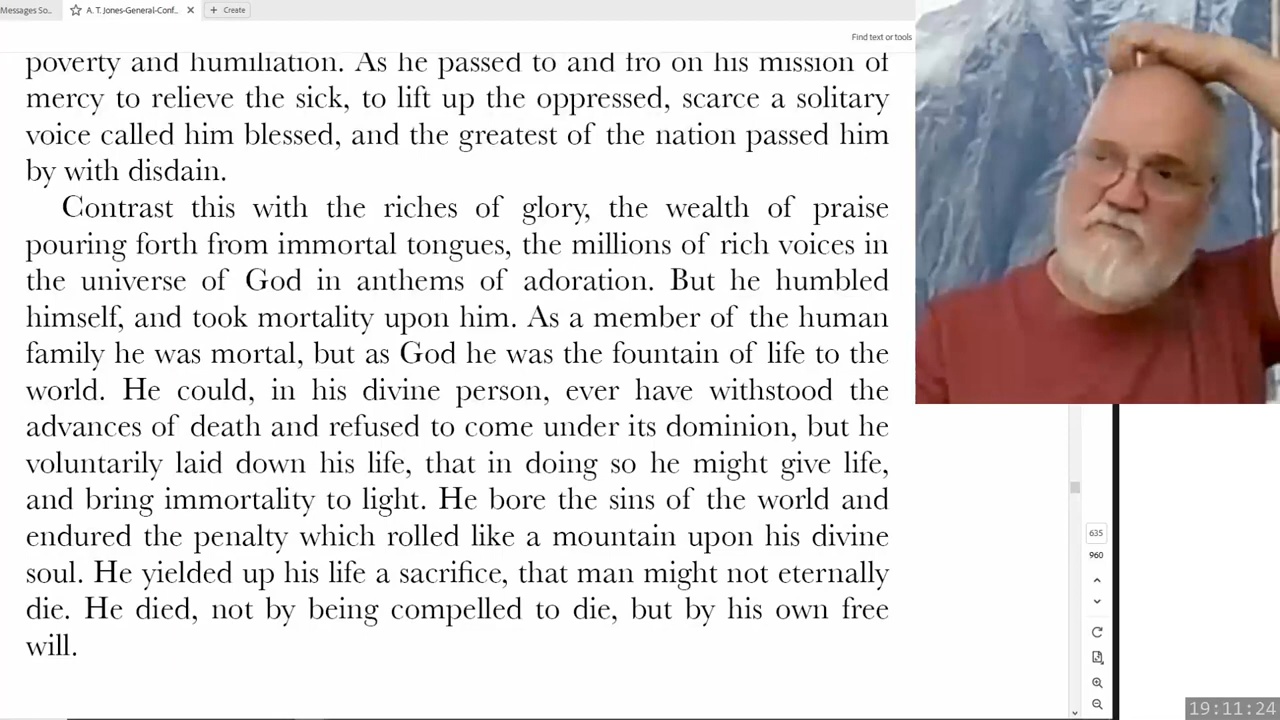 Messages So...
A. T. Jones-General-Conf...
Create
Find text or tools
poverty and humiliation. As he passed to and fro on his mission of
mercy to relieve the sick, to lift up the oppressed, scarce a solitary
voice called him blessed, and the greatest of the nation passed him
by with disdain.
Contrast this with the riches of glory, the wealth of praise
pouring forth from immortal tongues, the millions of rich voices in
the universe of God in anthems of adoration. But he humbled
himself, and took mortality upon him. As a member of the human
family he was mortal, but as God he was the fountain of life to the
world. He could, in his divine person, ever have withstood the
advances of death and refused to come under its dominion, but he
voluntarily laid down his life, that in doing so he might give life,
and bring immortality to light. He bore the sins of the world and
endured the penalty which rolled like a mountain upon his divine
soul. He yielded up his life a sacrifice, that man might not eternally
die. He died, not by being compelled to die, but by his own free
will.
635
960
19:11:24